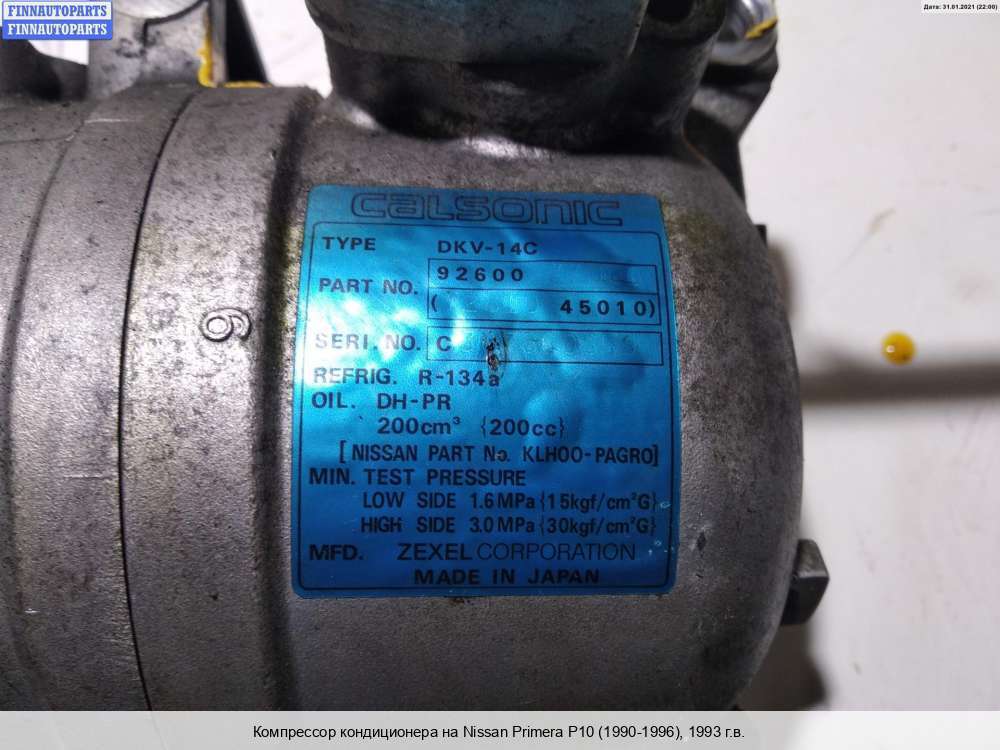 FINNAUTOPARTS
FINNAUTOPARTS
Дата: 31.01.2021 (22:00)
CALSONIC
TYPE DKV-14C
PART NO. 92600
( 45010)
SERI. NO. C
REFRIG. R-134a
OIL. DH-PR
200cm³ {200cc}
[NISSAN PART No. KLH00-PAGR0]
MIN. TEST PRESSURE
LOW SIDE 1.6MPa {15kgf/cm²G}
HIGH SIDE 3.0MPa {30kgf/cm²G}
MFD. ZEXEL CORPORATION
MADE IN JAPAN
9
Компрессор кондиционера на Nissan Primera P10 (1990-1996), 1993 г.в.